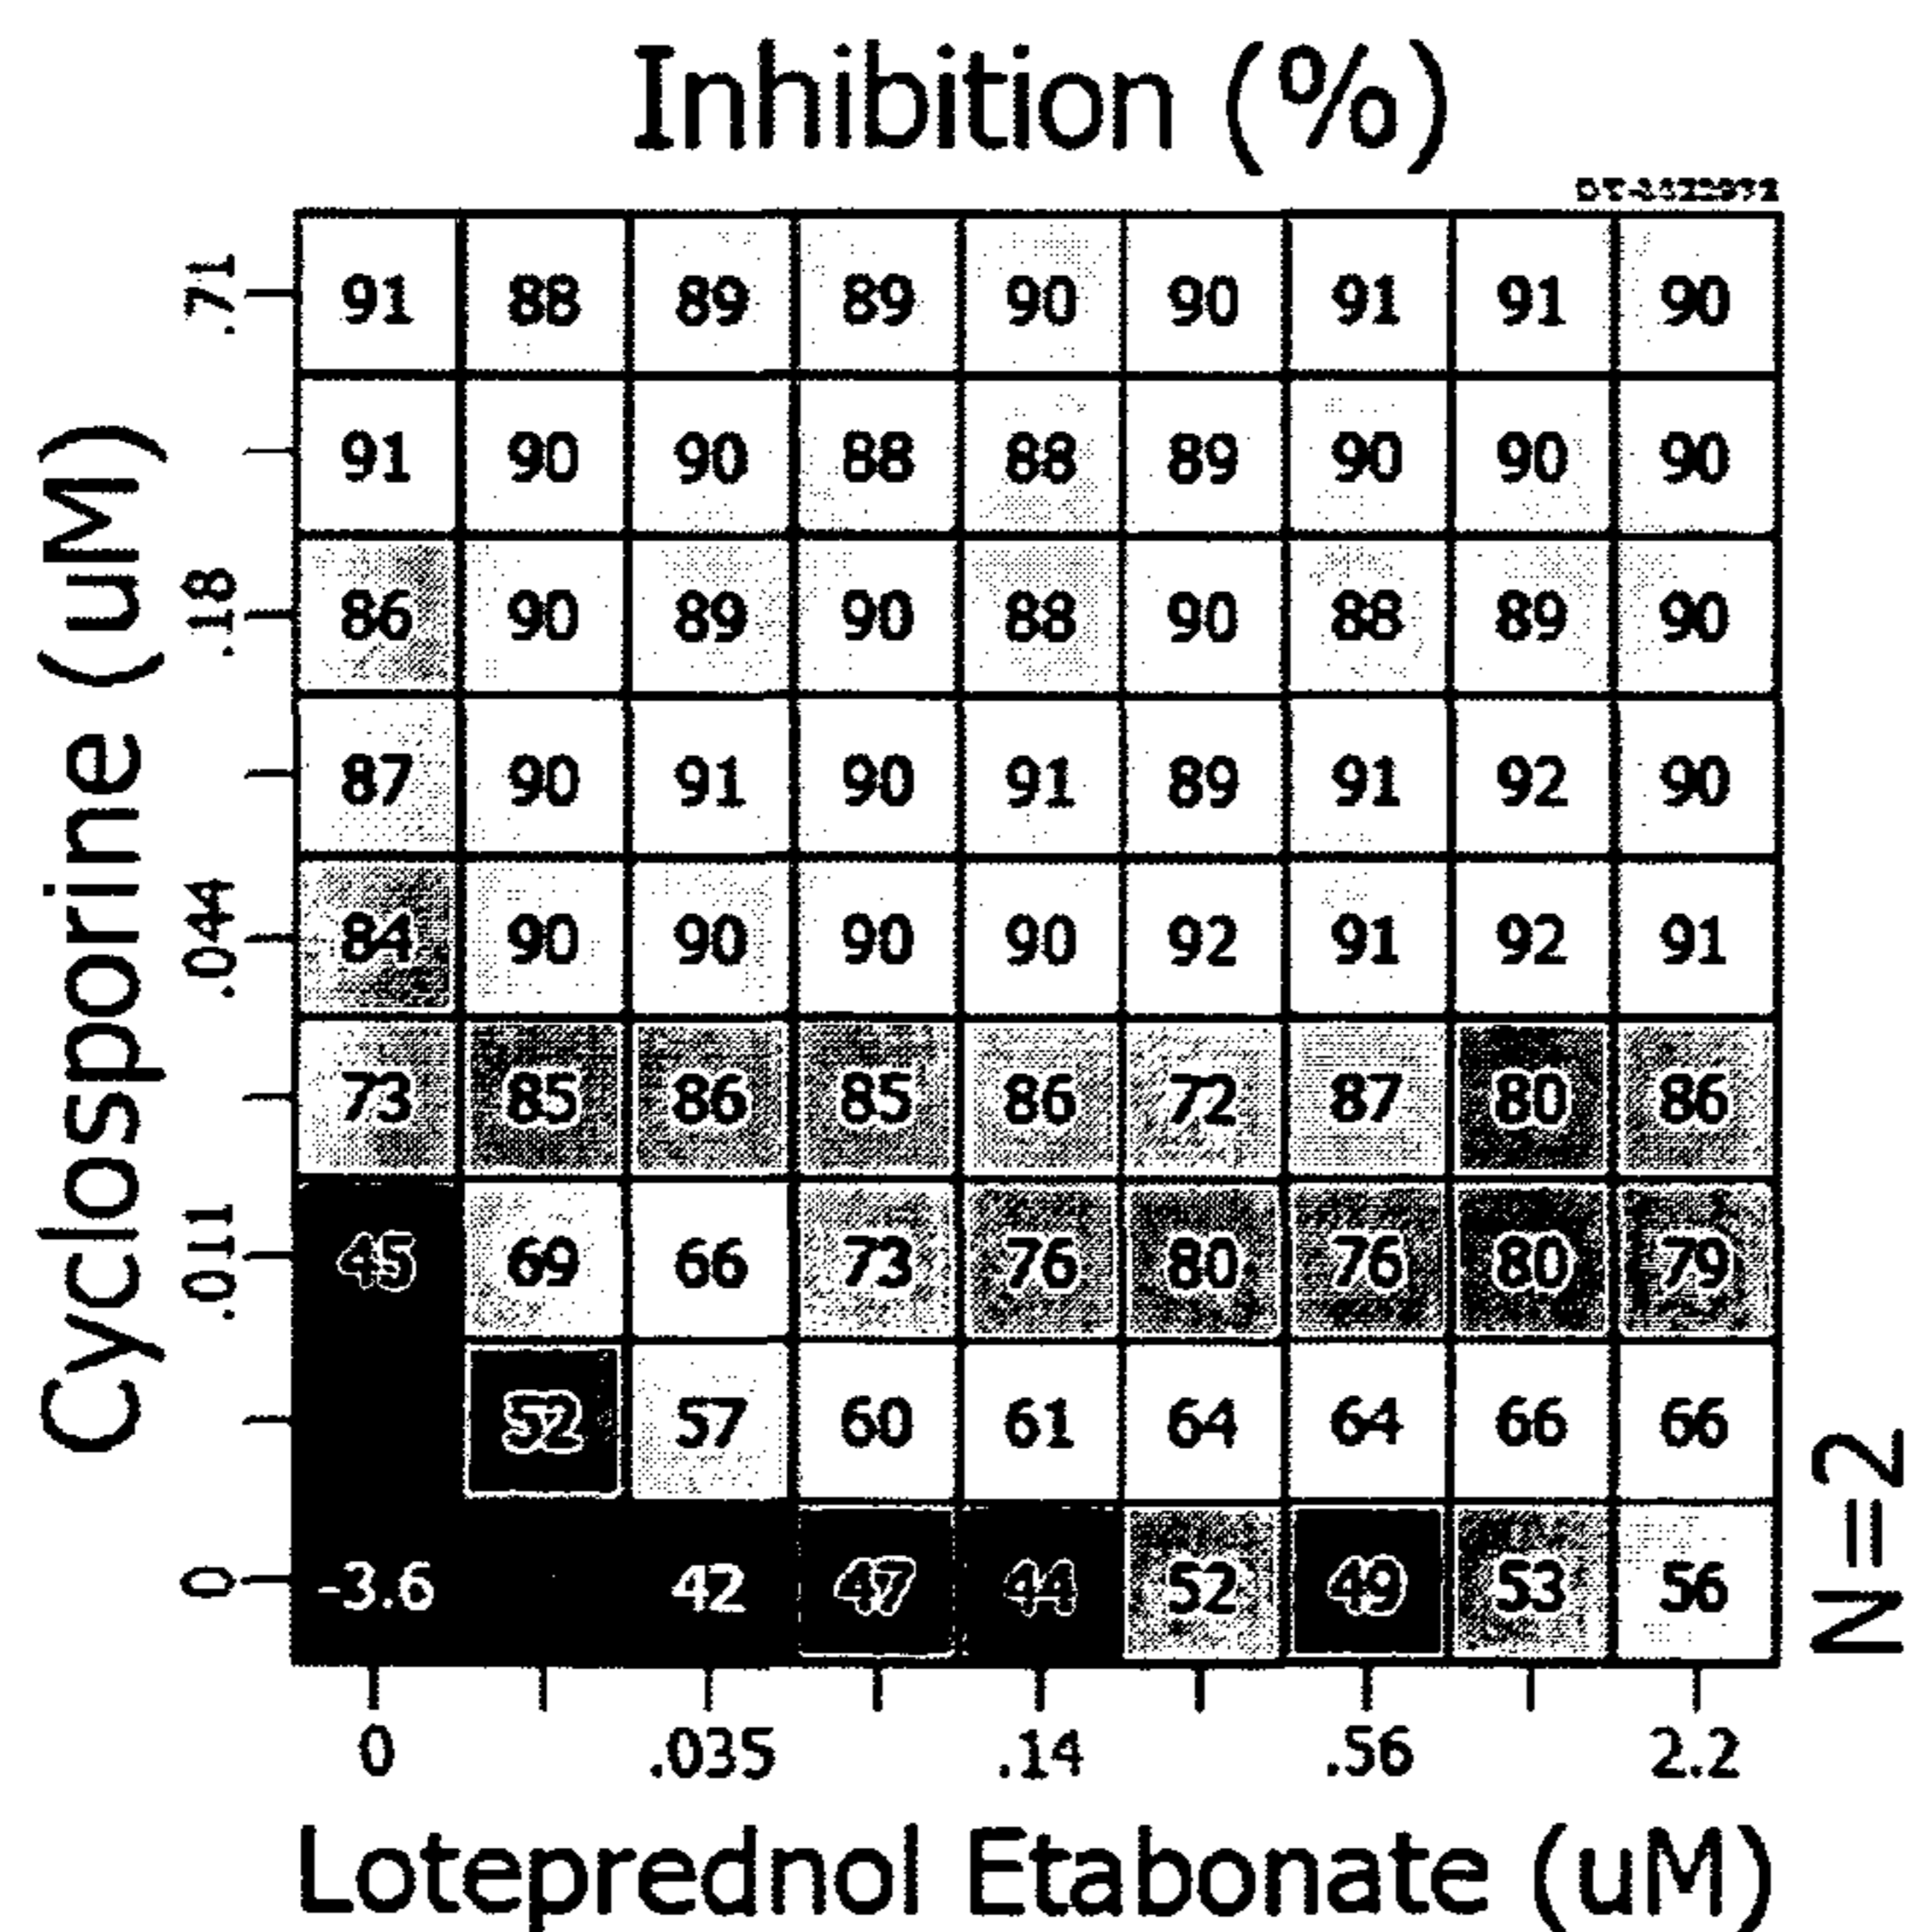 Inhibition (%)
.71 91 88 89 89 90 90 91 91 90
91 90 90 88 88 89 90 90 90
.18 86 90 89 90 88 90 88 89 90
87 90 91 90 91 89 91 92 90
.044 84 90 90 90 90 92 91 92 91
73 85 86 85 86 72 87 80 86
.011 45 69 66 73 76 80 76 80 79
52 57 60 61 64 64 66 66
0 -3.6 42 47 44 52 49 53 56
0 .035 .14 .56 2.2
Cyclosporine (uM)
Loteprednol Etabonate (uM)
N=2